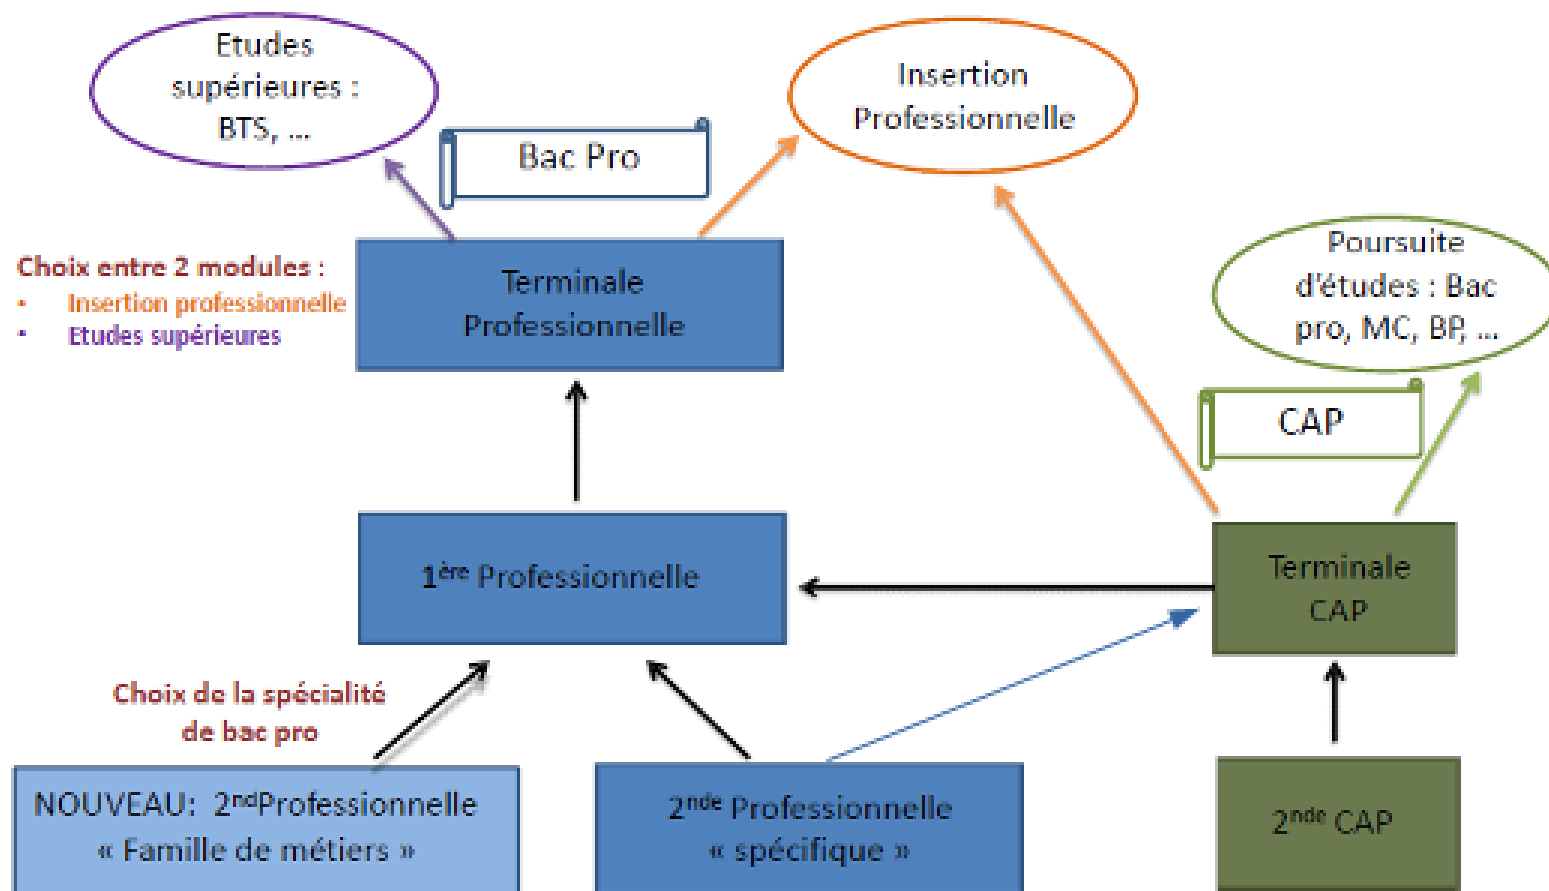 Etudes
supérieures :
BTS, ...
Insertion
Professionnelle
Bac Pro
Choix entre 2 modules :
• Insertion professionnelle
• Etudes supérieures
Terminale
Professionnelle
Poursuite
d'études : Bac
pro, MC, BP, ...
CAP
1ère Professionnelle
Terminale
CAP
Choix de la spécialité
de bac pro
NOUVEAU: 2ndProfessionnelle
« Famille de métiers »
2nde Professionnelle
« spécifique »
2nde CAP